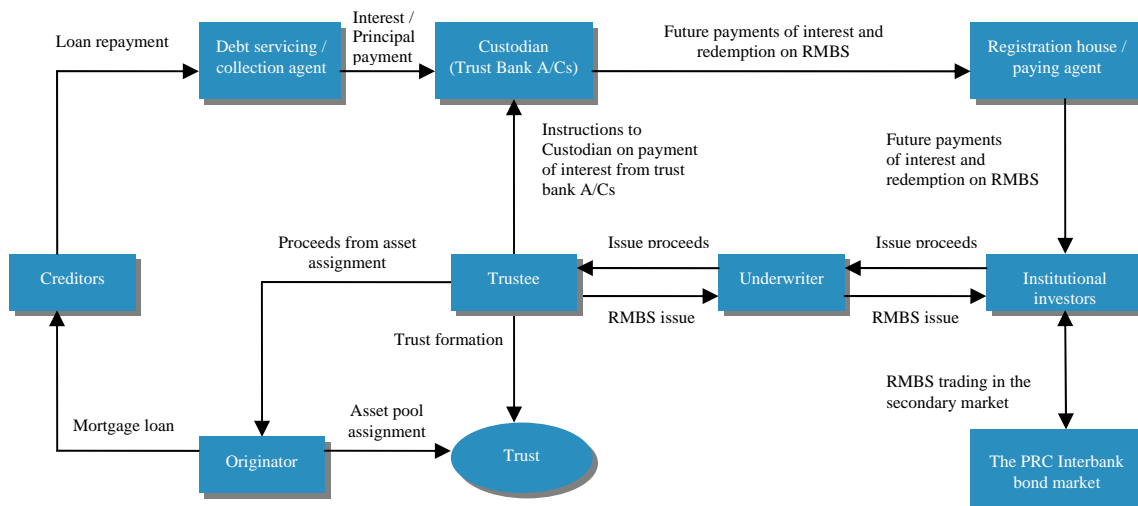 Loan repayment
Debt servicing /
collection agent
Interest /
Principal
payment
Custodian
(Trust Bank A/Cs)
Future payments of interest and
redemption on RMBS
Registration house /
paying agent
Instructions to
Custodian on payment
of interest from trust
bank A/Cs
Future payments
of interest and
redemption on RMBS
Creditors
Proceeds from asset
assignment
Trustee
Issue proceeds
Underwriter
Issue proceeds
Institutional
investors
RMBS issue
RMBS issue
Trust formation
RMBS trading in the
secondary market
Mortgage loan
Originator
Asset pool
assignment
Trust
The PRC Interbank
bond market